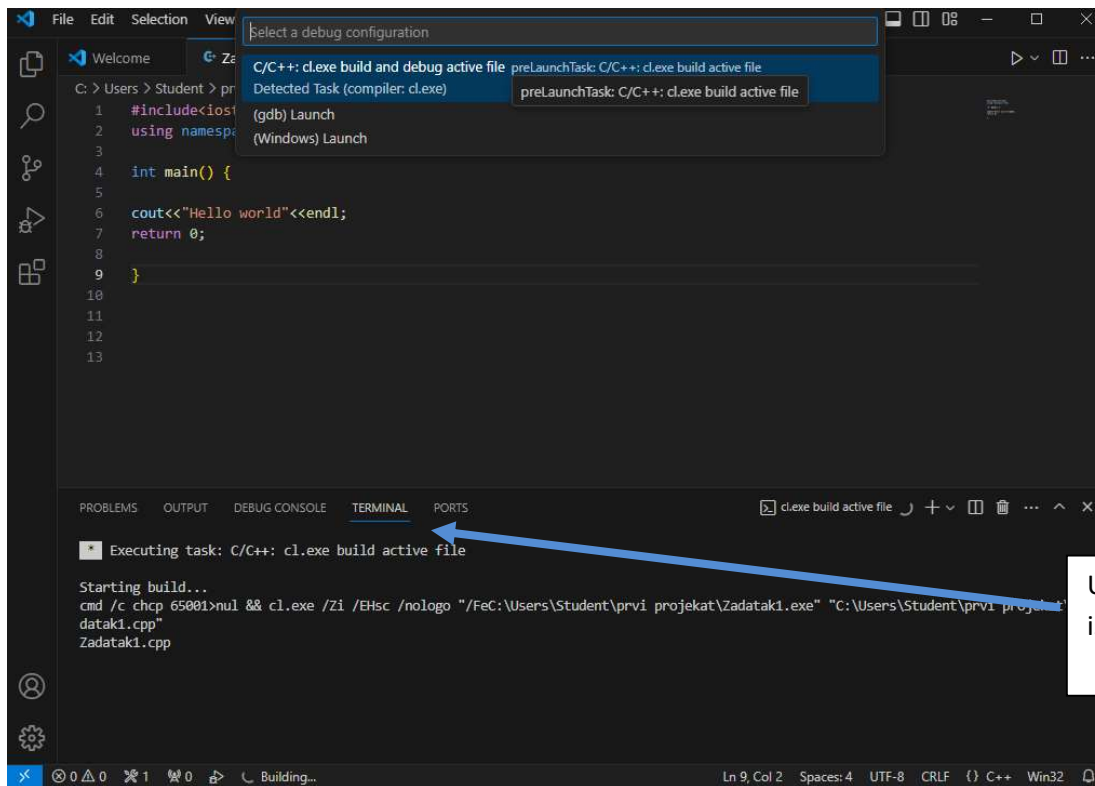 File Edit Selection View
Select a debug configuration
C/C++: cl.exe build and debug active file preLaunchTask: C/C++: cl.exe build active file
Detected Task (compiler: cl.exe)
preLaunchTask: C/C++: cl.exe build active file
(gdb) Launch
(Windows) Launch
Welcome
C: > Users > Student > pr
1 #include<iost
2 using namespa
3
4 int main() {
5
6 cout<<"Hello world"<<endl;
7 return 0;
8
9 }
10
11
12
13
PROBLEMS OUTPUT DEBUG CONSOLE TERMINAL PORTS
cl.exe build active file
* Executing task: C/C++: cl.exe build active file
Starting build...
cmd /c chcp 65001>nul && cl.exe /Zi /EHsc /nologo "/FeC:\Users\Student\prvi projekat\Zadatak1.exe" "C:\Users\Student\prvi projekat\
datak1.cpp"
Zadatak1.cpp
Building...
Ln 9, Col 2 Spaces: 4 UTF-8 CRLF {} C++ Win32
0 0 1 0